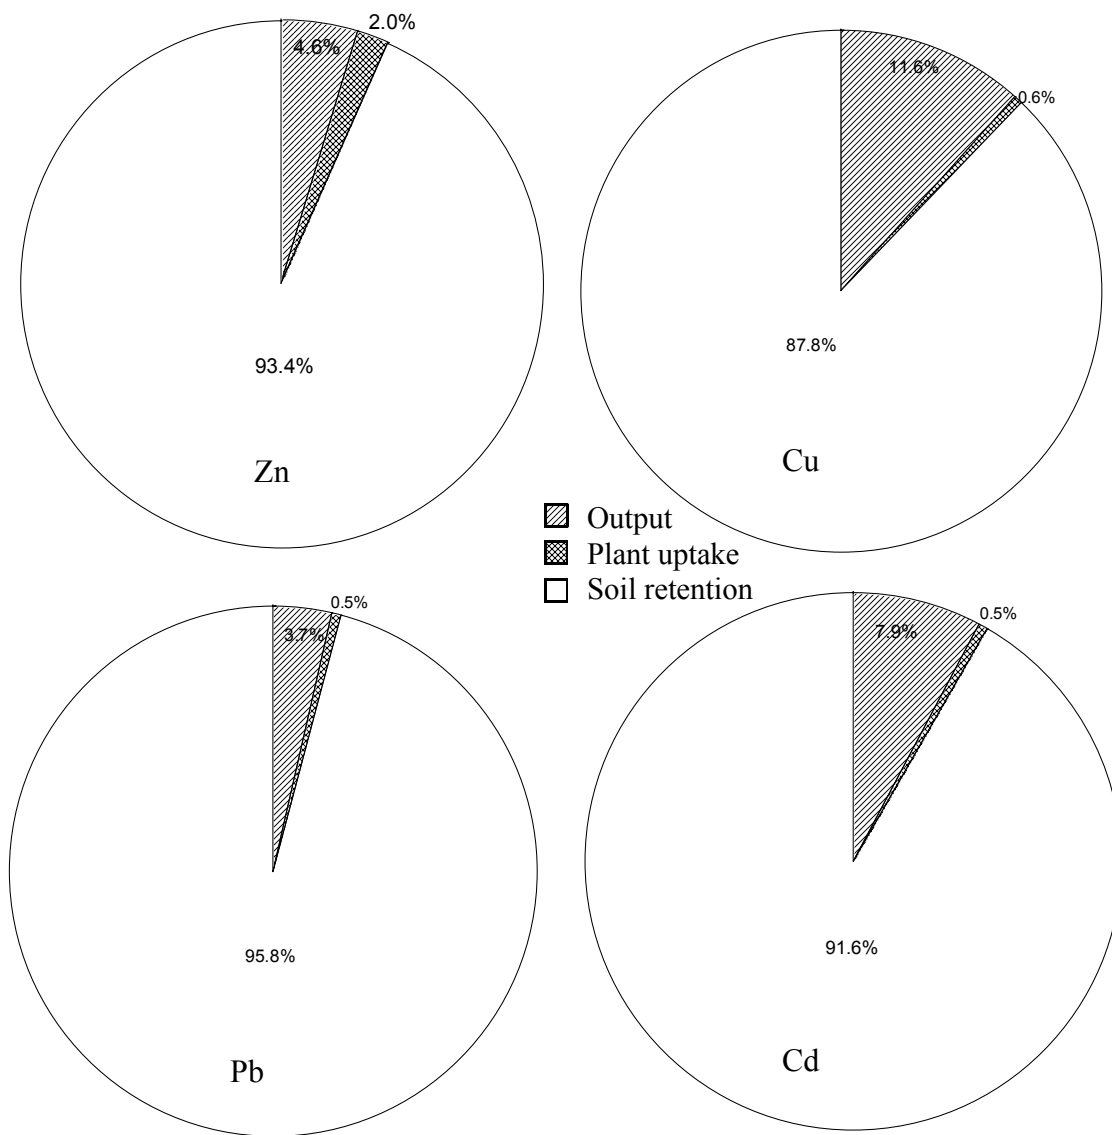 2.0%
4.6%
93.4%
Zn
11.6%
0.6%
87.8%
Cu
Output
Plant uptake
Soil retention
0.5%
3.7%
95.8%
Pb
0.5%
7.9%
91.6%
Cd